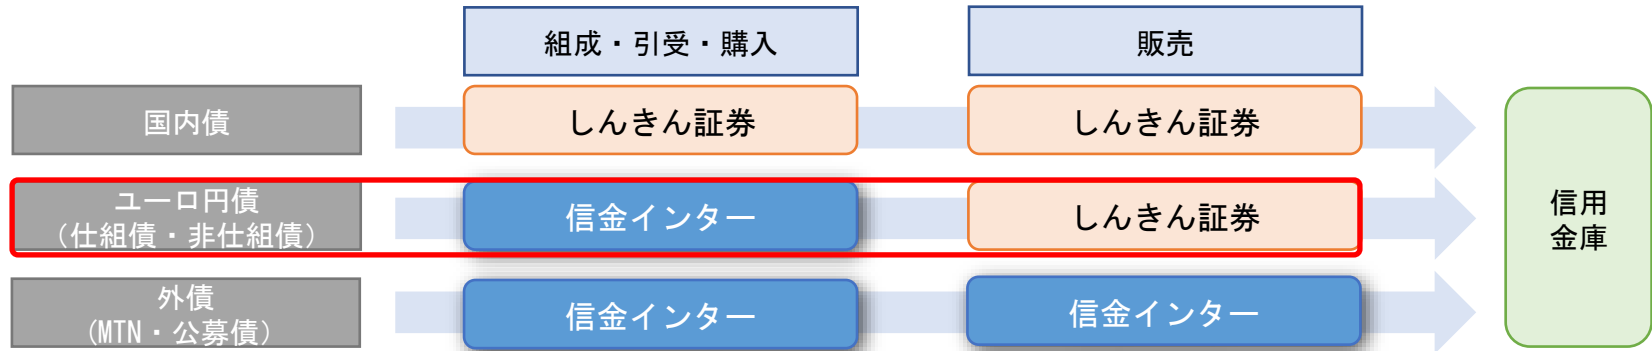 組成・引受・購入
販売
国内債
しんきん証券
しんきん証券
ユーロ円債
（仕組債・非仕組債）
信金インター
しんきん証券
外債
（MTN・公募債）
信金インター
信金インター
信用
金庫